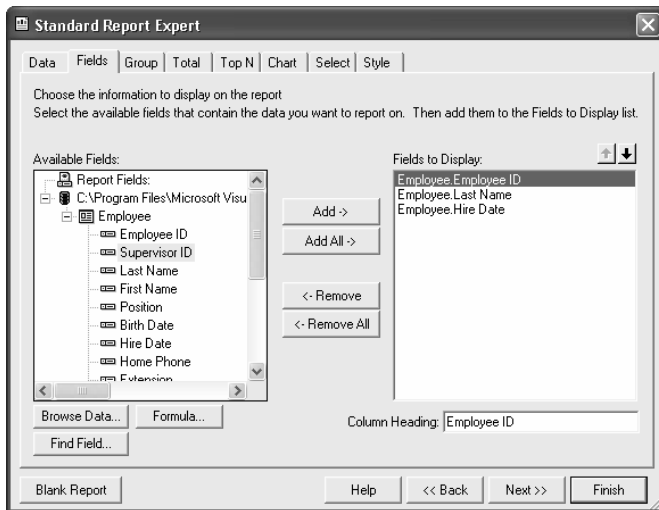 Standard Report Expert
Data Fields Group Total Top N Chart Select Style
Choose the information to display on the report
Select the available fields that contain the data you want to report on. Then add them to the Fields to Display list.
Available Fields:
Report Fields:
C:\Program Files\Microsoft Visu
Employee
Employee ID
Supervisor ID
Last Name
First Name
Position
Birth Date
Hire Date
Home Phone
Extension
Browse Data... Formula...
Find Field...
Add ->
Add All ->
<- Remove
<- Remove All
Fields to Display:
Employee.Employee ID
Employee.Last Name
Employee.Hire Date
Column Heading: Employee ID
Blank Report Help << Back Next >> Finish